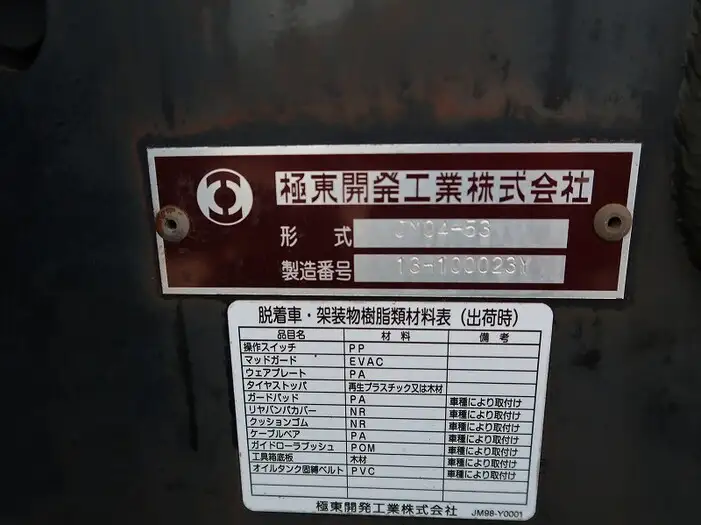 極東開発工業株式会社
形 式 JM04-53
製造番号 13-100023Y
脱着車・架装物樹脂類材料表（出荷時）
品目名 材 料 備 考
操作スイッチ PP
マッドガード EVAC
ウェアプレート PA
タイヤストッパ 再生プラスチック又は木材
ガードパッド PA 車種により取付け
リヤバンパカバー NR 車種により取付け
クッションゴム NR 車種により取付け
ケーブルベア PA 車種により取付け
ガイドローラブッシュ POM 車種により取付け
工具箱底板 木材 車種により取付け
オイルタンク固縛ベルト PVC 車種により取付け
極東開発工業株式会社 JM98-Y0001